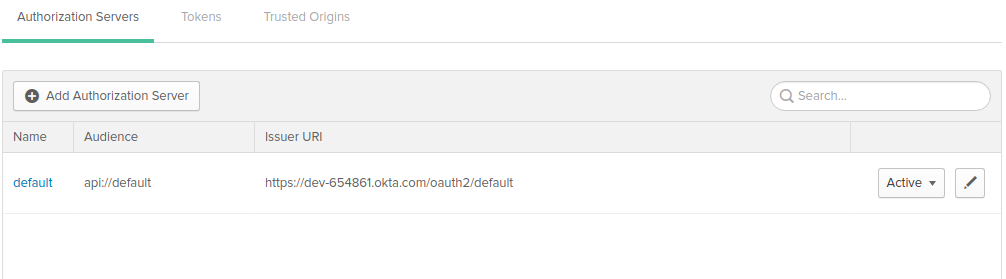 Authorization Servers Tokens Trusted Origins
Add Authorization Server Search...
Name Audience Issuer URI
default api://default https://dev-654861.okta.com/oauth2/default Active